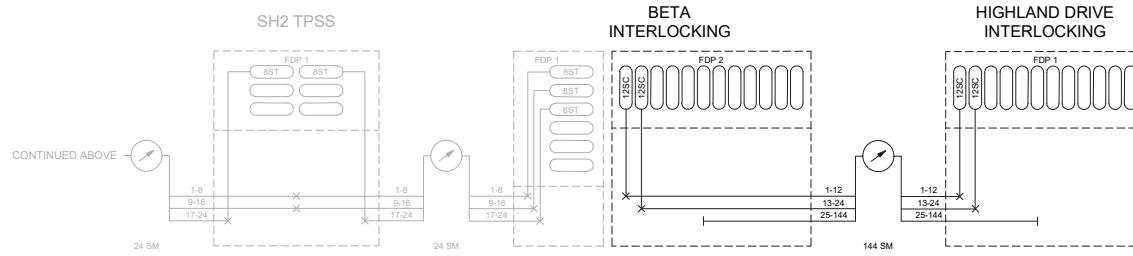 SH2 TPSS
BETA
INTERLOCKING
HIGHLAND DRIVE
INTERLOCKING
FDP 1
8ST
8ST
FDP 1
8ST
8ST
8ST
FDP 2
12SC
12SC
FDP 1
12SC
12SC
CONTINUED ABOVE
1-8
9-16
17-24
1-8
9-16
17-24
1-8
9-16
17-24
1-12
13-24
25-144
1-12
13-24
25-144
24 SM
24 SM
144 SM